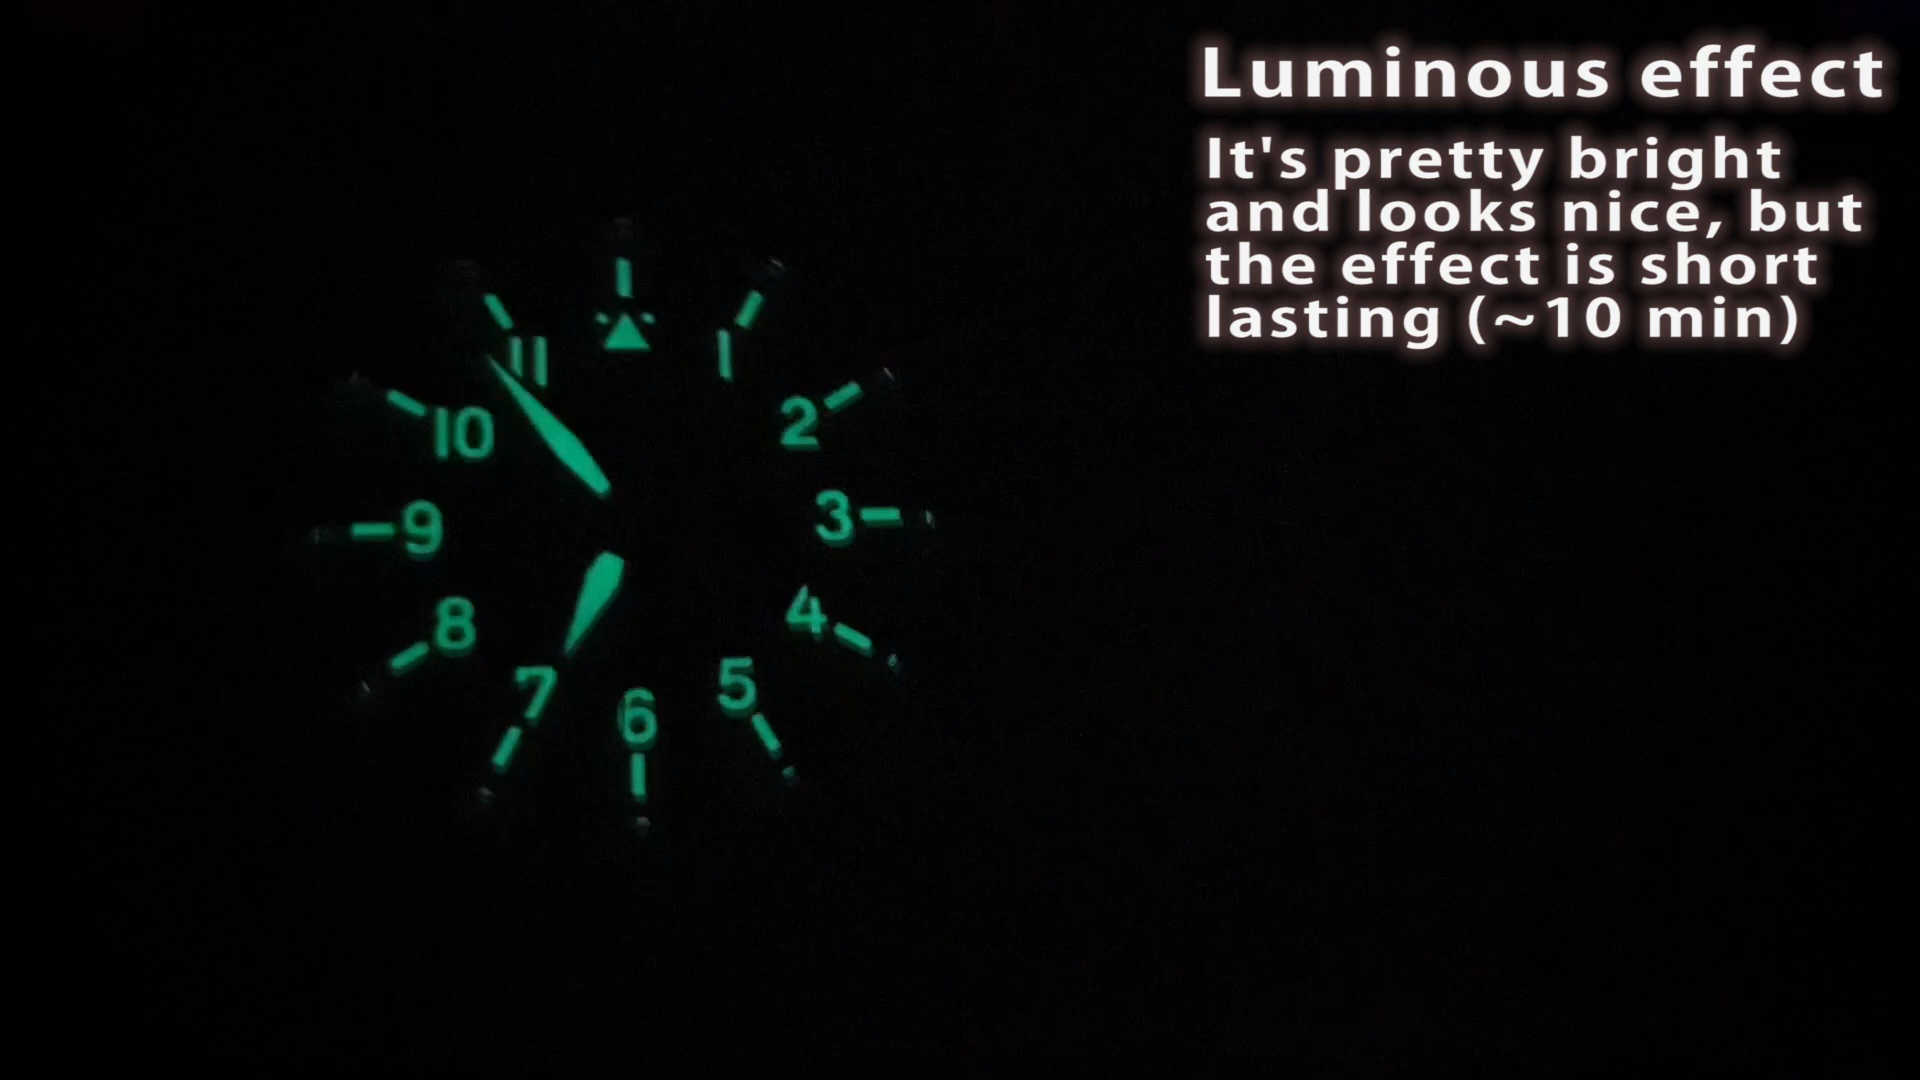 Luminous effect
It's pretty bright
and looks nice, but
the effect is short
lasting (~10 min)
11
1
10
2
9
3
8
4
7
5
6